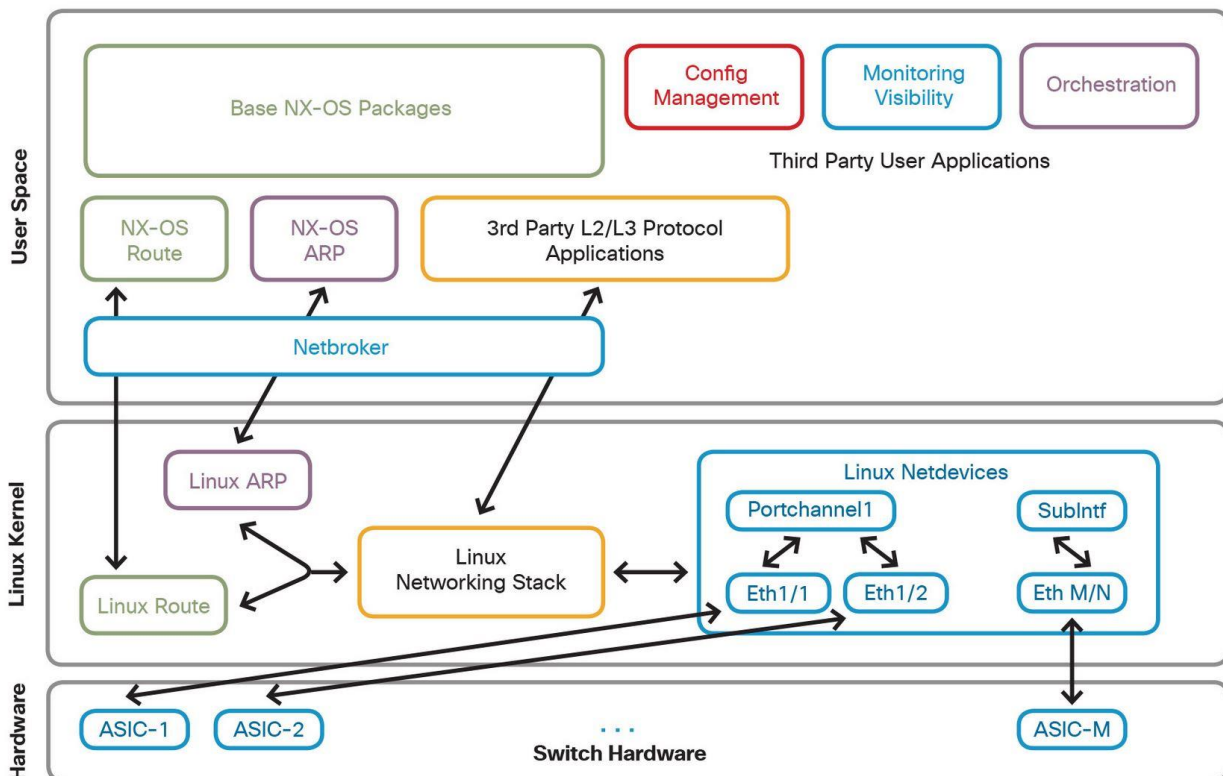 User Space
Base NX-OS Packages
Config
Management
Monitoring
Visibility
Orchestration
Third Party User Applications
NX-OS
Route
NX-OS
ARP
3rd Party L2/L3 Protocol
Applications
Netbroker
Linux Kernel
Linux ARP
Linux Route
Linux
Networking Stack
Linux Netdevices
Portchannel1
SubIntf
Eth1/1
Eth1/2
Eth M/N
Hardware
ASIC-1
ASIC-2
. . .
Switch Hardware
ASIC-M